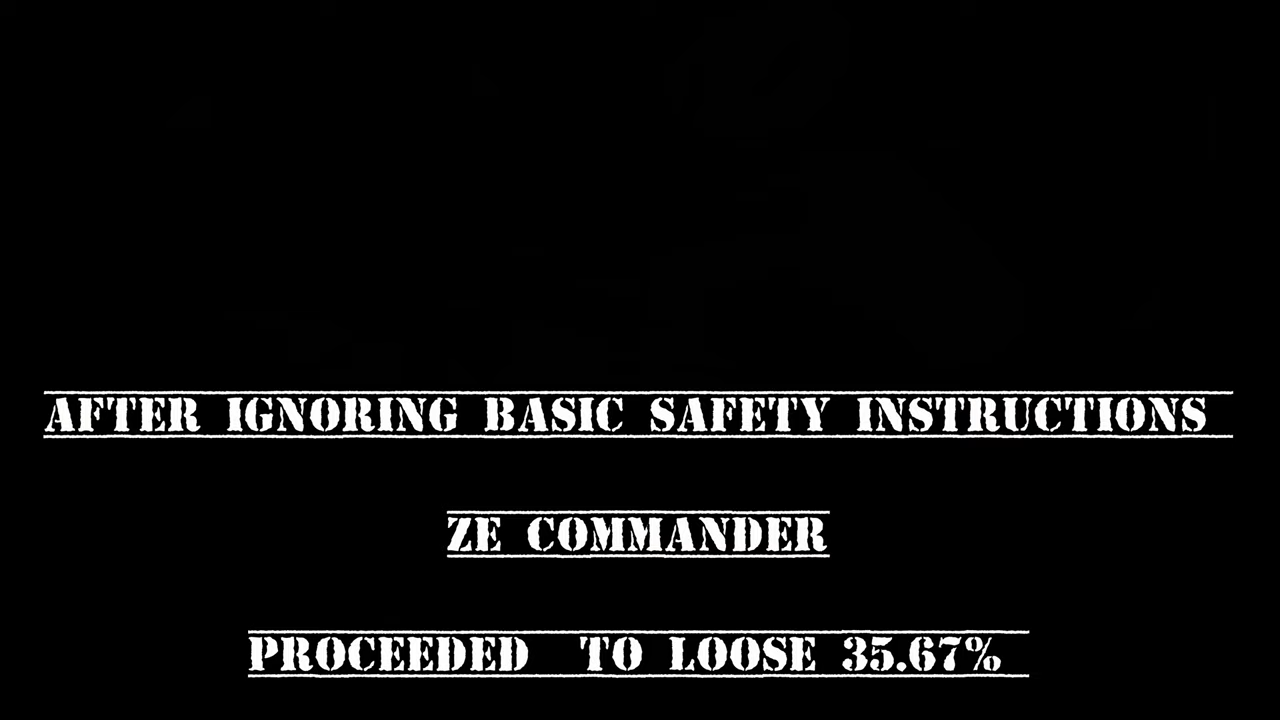 AFTER IGNORING BASIC SAFETY INSTRUCTIONS
ZE COMMANDER
PROCEEDED TO LOOSE 35.67%